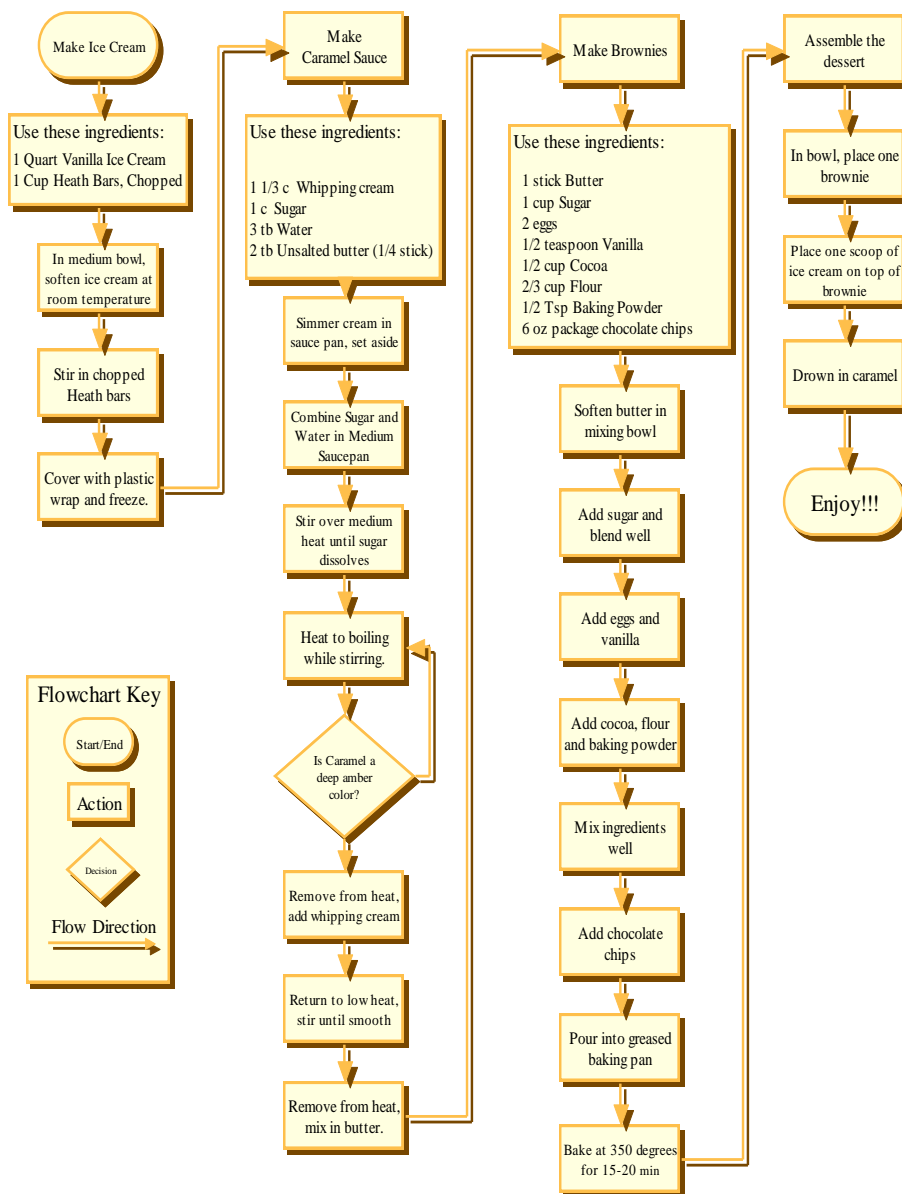 Make Ice Cream
Use these ingredients:
1 Quart Vanilla Ice Cream
1 Cup Heath Bars, Chopped
In medium bowl,
soften ice cream at
room temperature
Stir in chopped
Heath bars
Cover with plastic
wrap and freeze.
Make
Caramel Sauce
Use these ingredients:
1 1/3 c Whipping cream
1 c Sugar
3 tb Water
2 tb Unsalted butter (1/4 stick)
Simmer cream in
sauce pan, set aside
Combine Sugar and
Water in Medium
Saucepan
Stir over medium
heat until sugar
dissolves
Heat to boiling
while stirring.
Is Caramel a
deep amber
color?
Remove from heat,
add whipping cream
Return to low heat,
stir until smooth
Remove from heat,
mix in butter.
Make Brownies
Use these ingredients:
1 stick Butter
1 cup Sugar
2 eggs
1/2 teaspoon Vanilla
1/2 cup Cocoa
2/3 cup Flour
1/2 Tsp Baking Powder
6 oz package chocolate chips
Soften butter in
mixing bowl
Add sugar and
blend well
Add eggs and
vanilla
Add cocoa, flour
and baking powder
Mix ingredients
well
Add chocolate
chips
Pour into greased
baking pan
Bake at 350 degrees
for 15-20 min
Assemble the
dessert
In bowl, place one
brownie
Place one scoop of
ice cream on top of
brownie
Drown in caramel
Enjoy!!!
Flowchart Key
Start/End
Action
Decision
Flow Direction